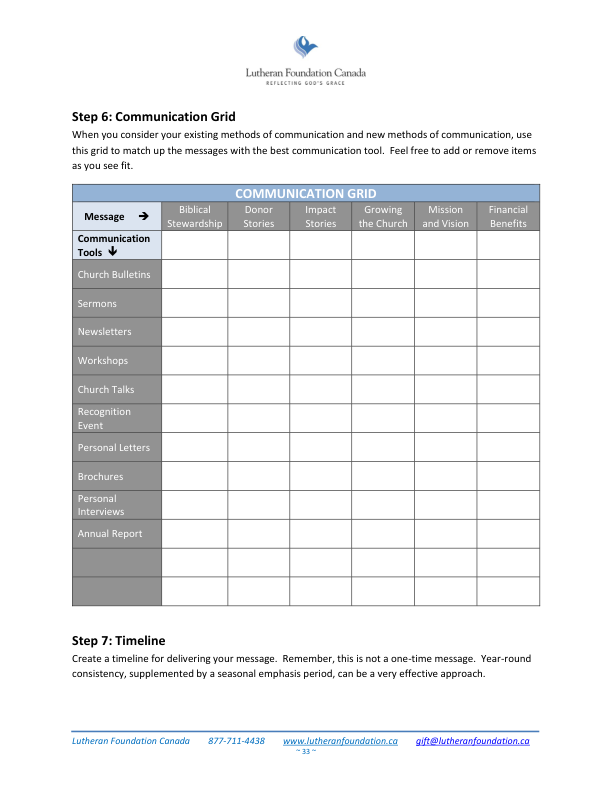 Lutheran Foundation Canada
REFLECTING GOD'S GRACE
Step 6: Communication Grid
When you consider your existing methods of communication and new methods of communication, use
this grid to match up the messages with the best communication tool.  Feel free to add or remove items
as you see fit.
COMMUNICATION GRID
Message ➔
Biblical
Stewardship
Donor
Stories
Impact
Stories
Growing
the Church
Mission
and Vision
Financial
Benefits
Communication
Tools 🡻
Church Bulletins
Sermons
Newsletters
Workshops
Church Talks
Recognition
Event
Personal Letters
Brochures
Personal
Interviews
Annual Report
Step 7: Timeline
Create a timeline for delivering your message.  Remember, this is not a one-time message.  Year-round
consistency, supplemented by a seasonal emphasis period, can be a very effective approach.
Lutheran Foundation Canada 877-711-4438 www.lutheranfoundation.ca gift@lutheranfoundation.ca
~ 33 ~